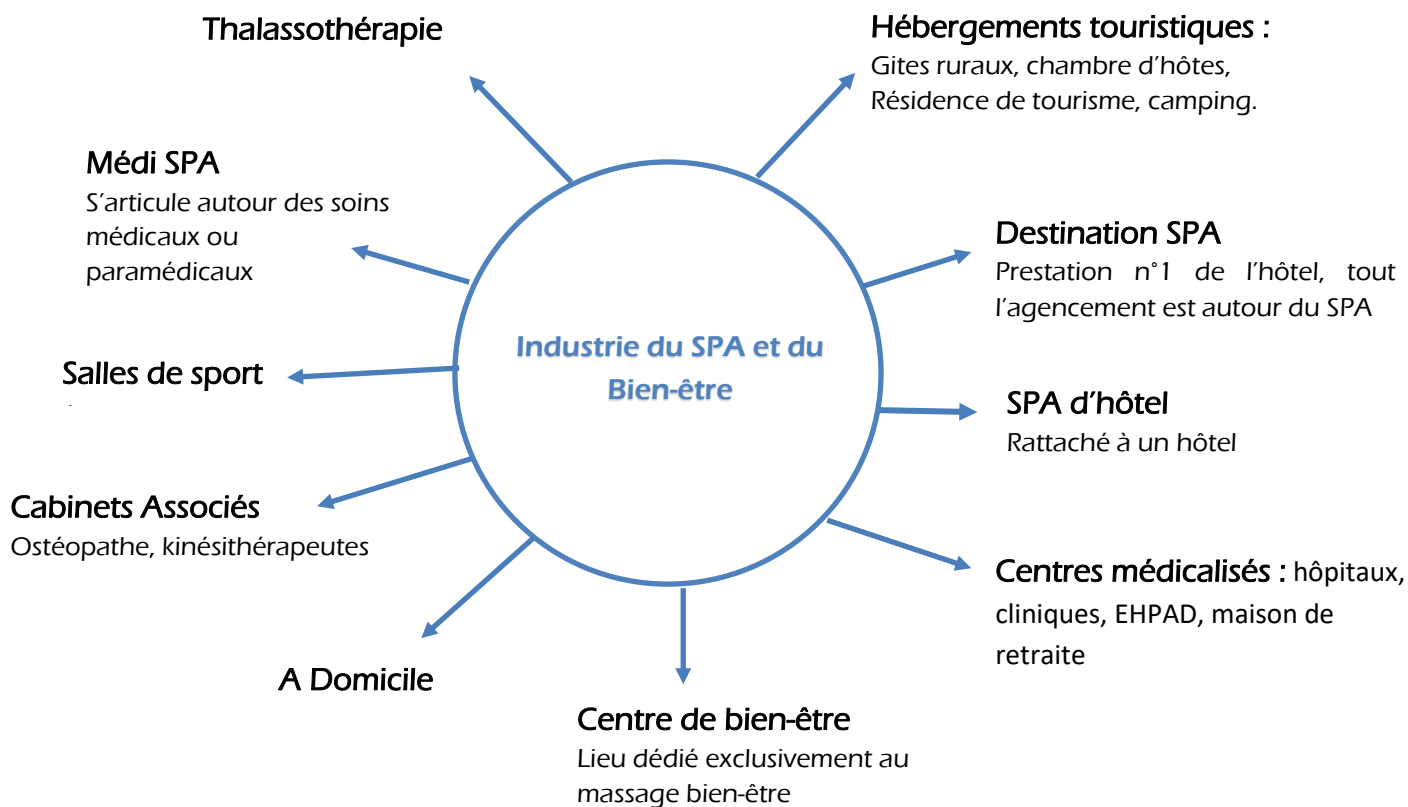 Thalassothérapie
Hébergements touristiques :
Gites ruraux, chambre d’hôtes,
Résidence de tourisme, camping.
Médi SPA
S’articule autour des soins
médicaux ou
paramédicaux
Destination SPA
Prestation n°1 de l’hôtel, tout
l’agencement est autour du SPA
Industrie du SPA et du
Bien-être
Salles de sport
SPA d’hôtel
Rattaché à un hôtel
Cabinets Associés
Ostéopathe, kinésithérapeutes
Centres médicalisés : hôpitaux,
cliniques, EHPAD, maison de
retraite
A Domicile
Centre de bien-être
Lieu dédié exclusivement au
massage bien-être